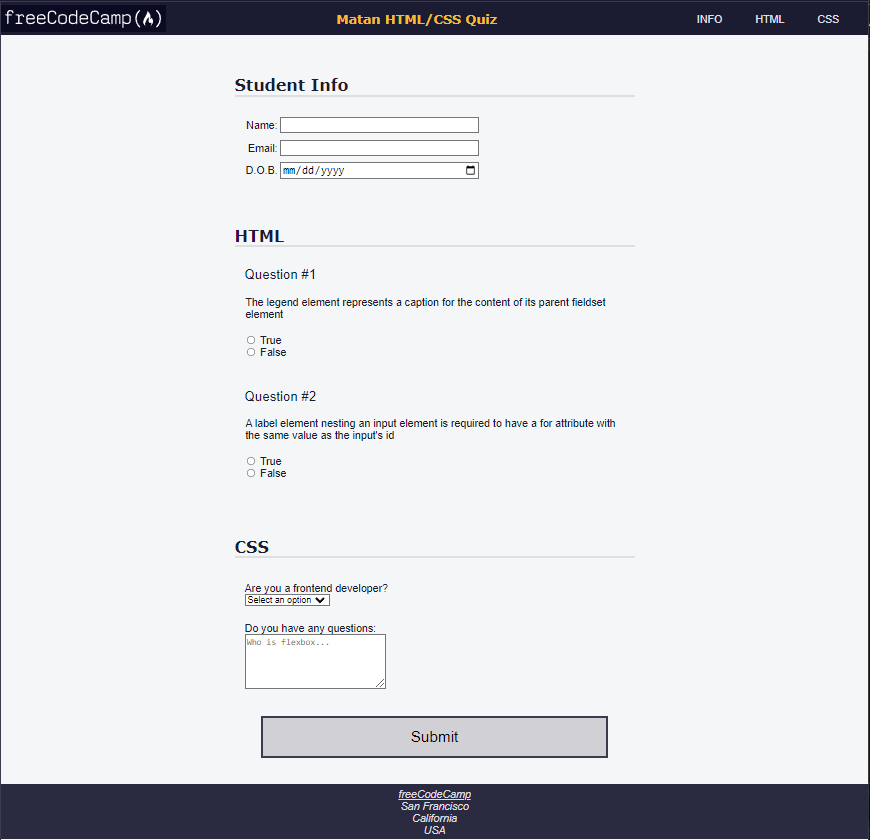 freeCodeCamp(🔥)
Matan HTML/CSS Quiz
INFO
HTML
CSS
Student Info
Name:
Email:
D.O.B.
mm/dd/yyyy
HTML
Question #1
The legend element represents a caption for the content of its parent fieldset
element
True
False
Question #2
A label element nesting an input element is required to have a for attribute with
the same value as the input's id
True
False
CSS
Are you a frontend developer?
Select an option
Do you have any questions:
Who is flexbox...
Submit
freeCodeCamp
San Francisco
California
USA